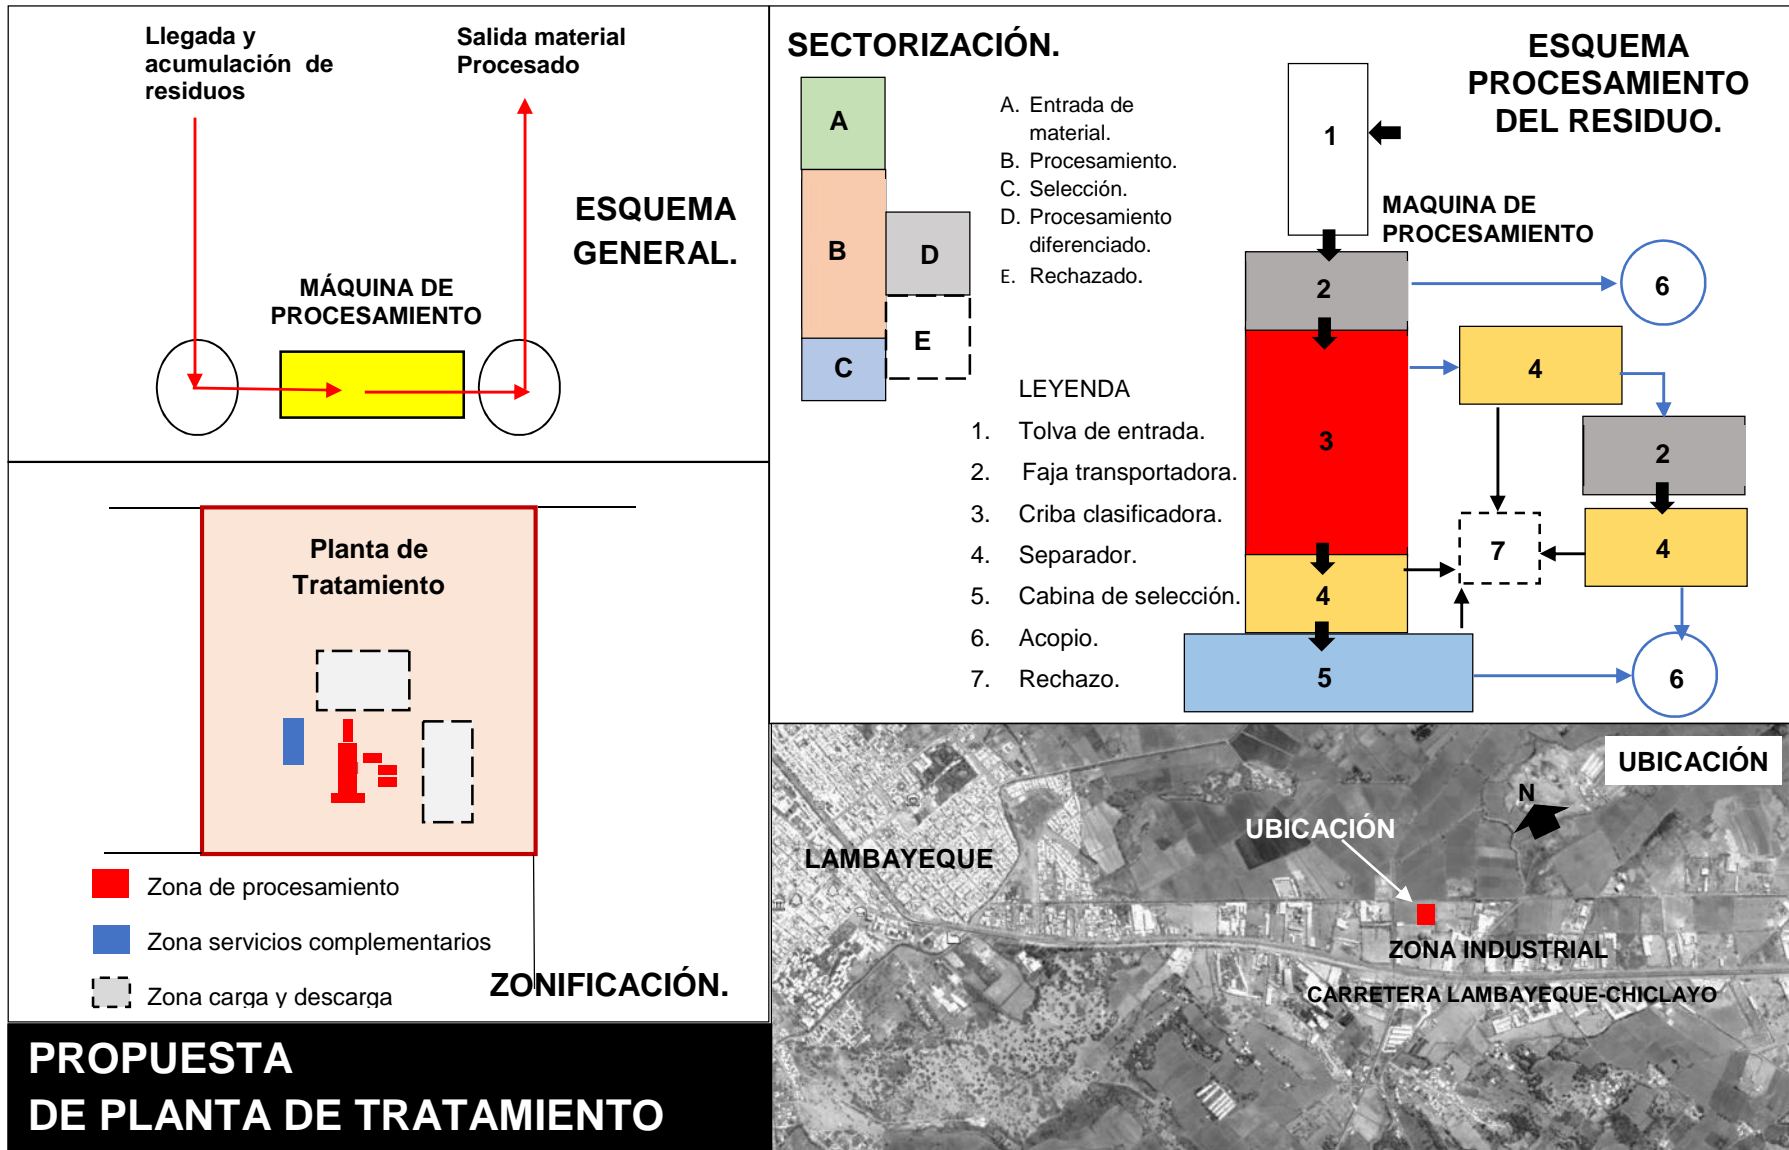 Llegada y
acumulación de
residuos
Salida material
Procesado
ESQUEMA
GENERAL.
MÁQUINA DE
PROCESAMIENTO
SECTORIZACIÓN.
A
B
C
D
E
A. Entrada de
material.
B. Procesamiento.
C. Selección.
D. Procesamiento
diferenciado.
E. Rechazado.
LEYENDA
1. Tolva de entrada.
2. Faja transportadora.
3. Criba clasificadora.
4. Separador.
5. Cabina de selección.
6. Acopio.
7. Rechazo.
ESQUEMA
PROCESAMIENTO
DEL RESIDUO.
1
MAQUINA DE
PROCESAMIENTO
2
6
4
3
2
7
4
4
5
6
Planta de
Tratamiento
Zona de procesamiento
Zona servicios complementarios
Zona carga y descarga
ZONIFICACIÓN.
UBICACIÓN
N
UBICACIÓN
LAMBAYEQUE
ZONA INDUSTRIAL
CARRETERA LAMBAYEQUE-CHICLAYO
PROPUESTA
DE PLANTA DE TRATAMIENTO